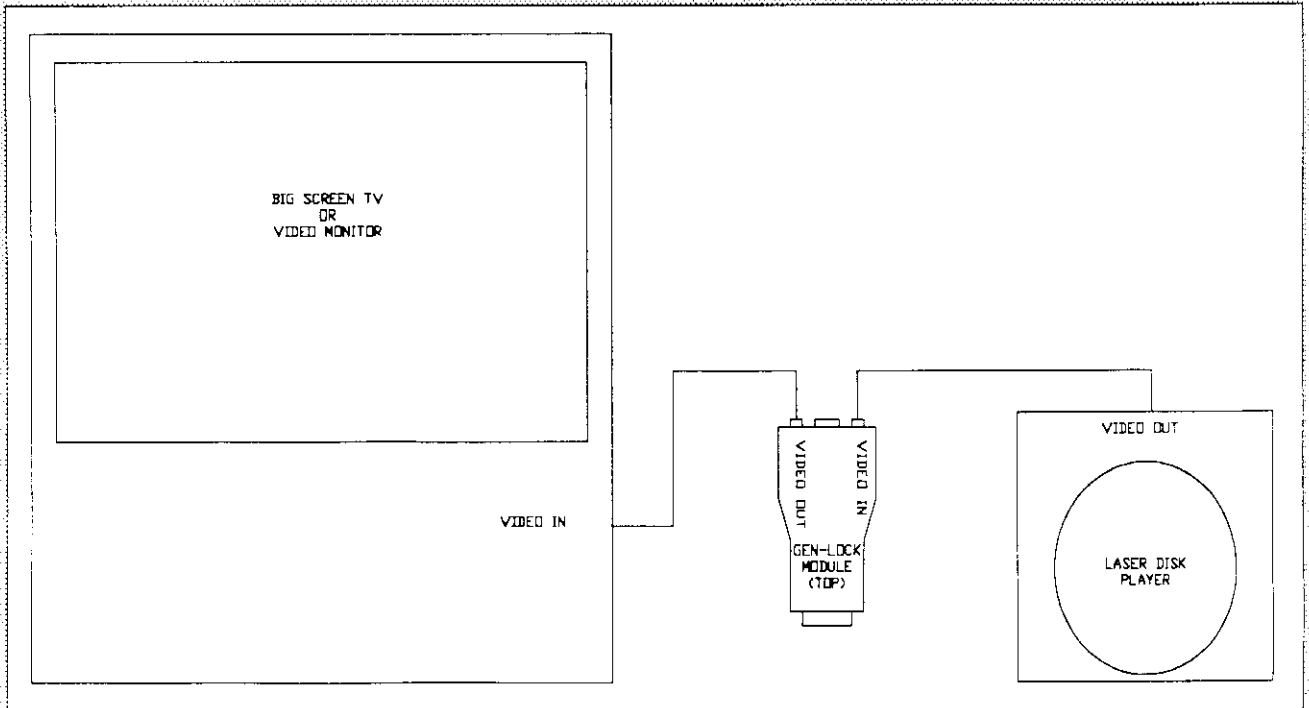 BIG SCREEN TV
OR
VIDEO MONITOR
VIDEO IN
VIDEO OUT
VIDEO IN
GEN-LOCK
MODULE
(TOP)
VIDEO OUT
LASER DISK
PLAYER